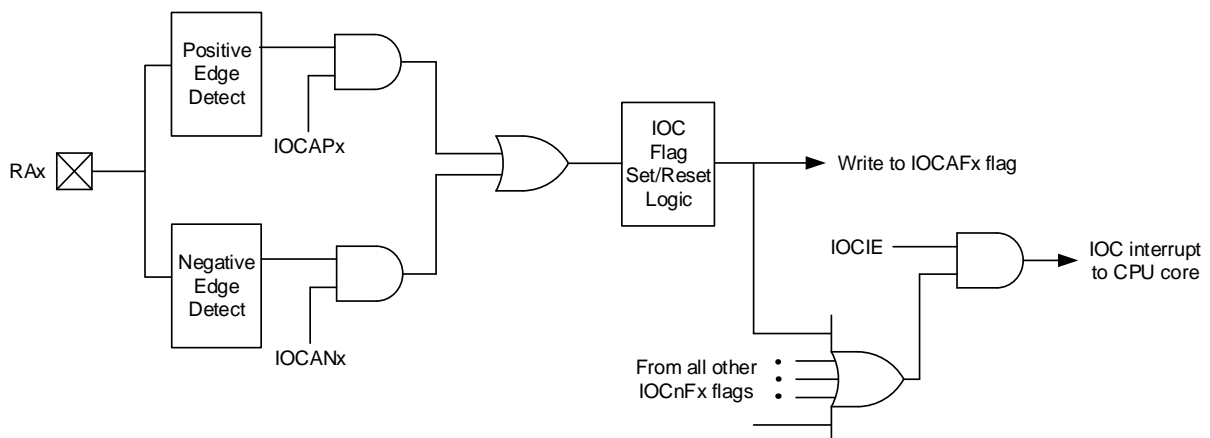 Positive
Edge
Detect
IOCAPx
RAx
IOC
Flag
Set/Reset
Logic
Write to IOCAFx flag
Negative
Edge
Detect
IOCANx
IOCIE
IOC interrupt
to CPU core
From all other
IOCnFx flags